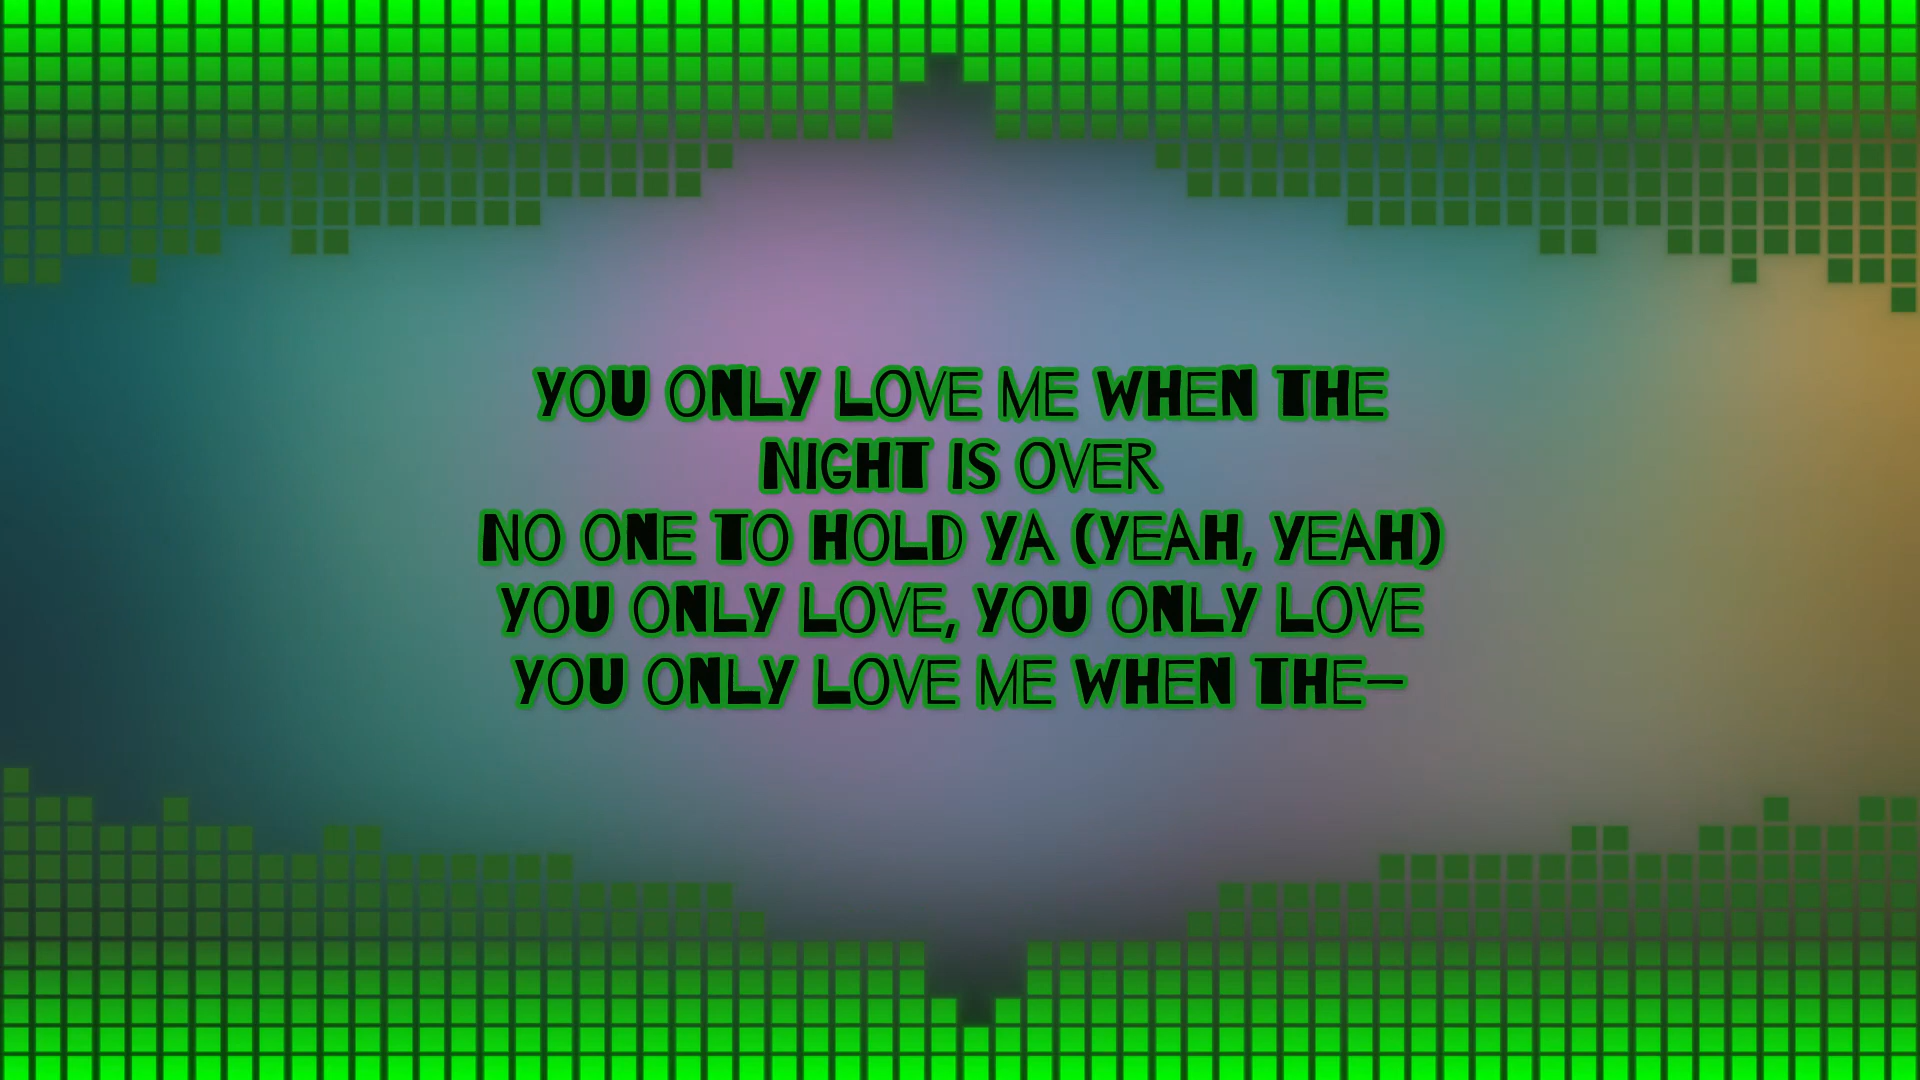 YOU ONLY LOVE ME WHEN THE
NIGHT IS OVER
NO ONE TO HOLD YA (YEAH, YEAH)
YOU ONLY LOVE, YOU ONLY LOVE
YOU ONLY LOVE ME WHEN THE—